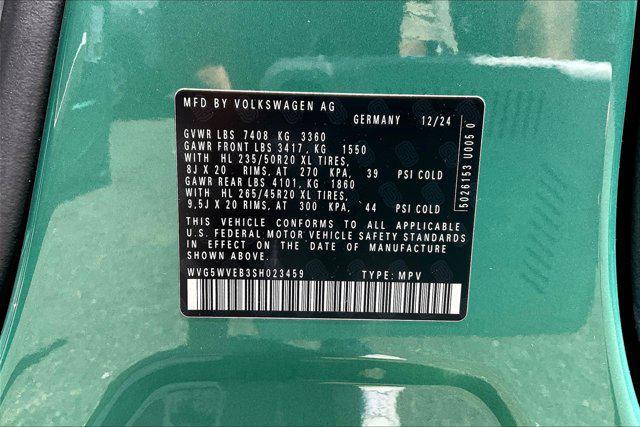 MFD BY VOLKSWAGEN AG
GERMANY 12/24
GVWR LBS 7408 KG 3360
GAWR FRONT LBS 3417, KG 1550
WITH HL 235/50R20 XL TIRES,
8J X 20 RIMS, AT 270 KPA, 39 PSI COLD
GAWR REAR LBS 4101, KG 1860
WITH HL 265/45R20 XL TIRES,
9,5J X 20 RIMS, AT 300 KPA, 44 PSI COLD
THIS VEHICLE CONFORMS TO ALL APPLICABLE
U.S. FEDERAL MOTOR VEHICLE SAFETY STANDARDS
IN EFFECT ON THE DATE OF MANUFACTURE
SHOWN ABOVE.
WVG5WVEB3SH023459 TYPE: MPV
5026153 U005 0